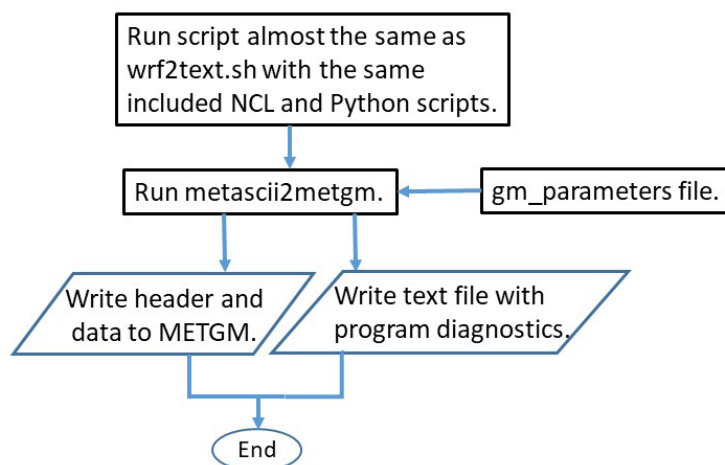 Run script almost the same as
wrf2text.sh with the same
included NCL and Python scripts.
Run metascii2metgm.
gm_parameters file.
Write header and
data to METGM.
Write text file with
program diagnostics.
End